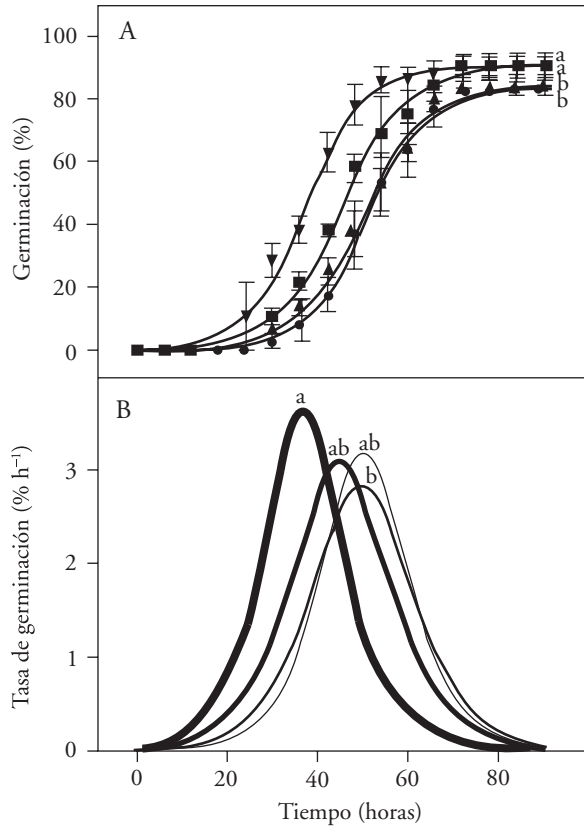 A
100
80
60
40
20
0
Germinación (%)
a
a
b
b
B
a
ab
ab
b
3
2
1
0
Tasa de germinación (% h⁻¹)
0 20 40 60 80
Tiempo (horas)